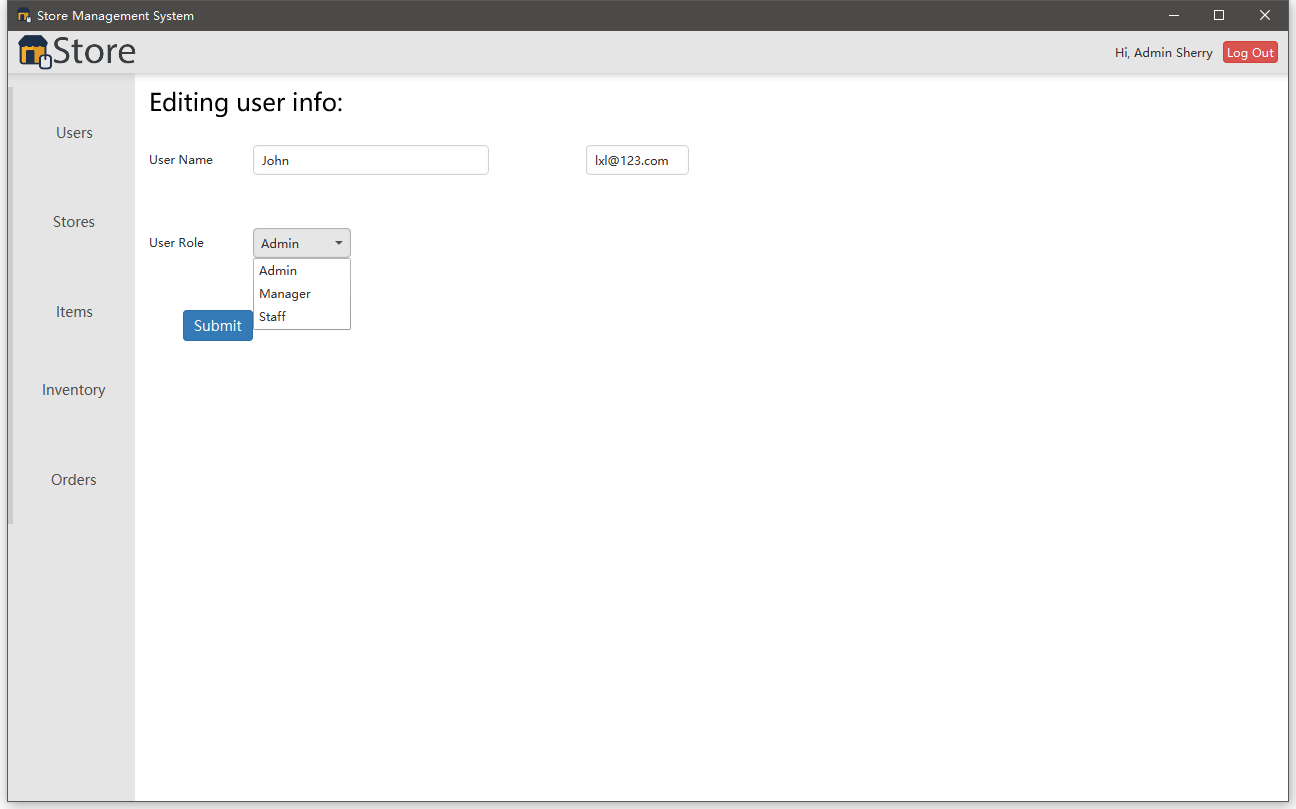 Store Management System
Store
Hi, Admin Sherry
Log Out
Users
Stores
Items
Inventory
Orders
Editing user info:
User Name
John
lxl@123.com
User Role
Admin
Admin
Manager
Staff
Submit